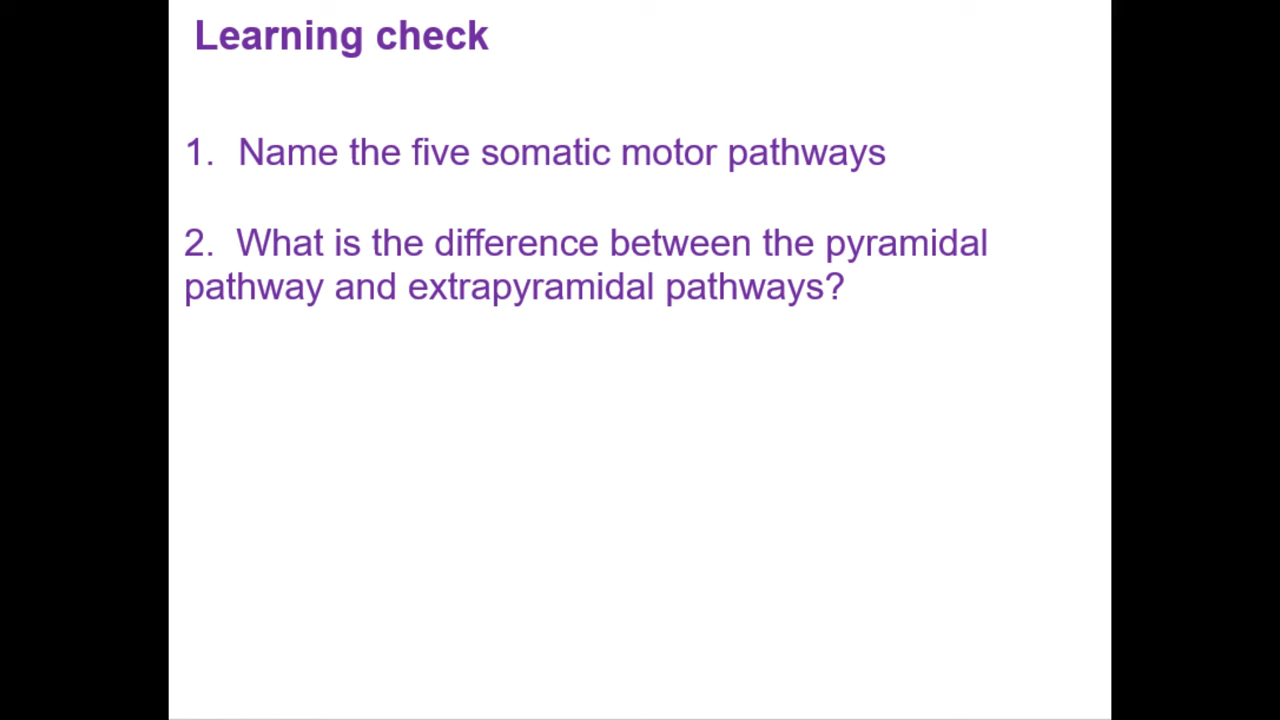 Learning check
1. Name the five somatic motor pathways
2. What is the difference between the pyramidal
pathway and extrapyramidal pathways?